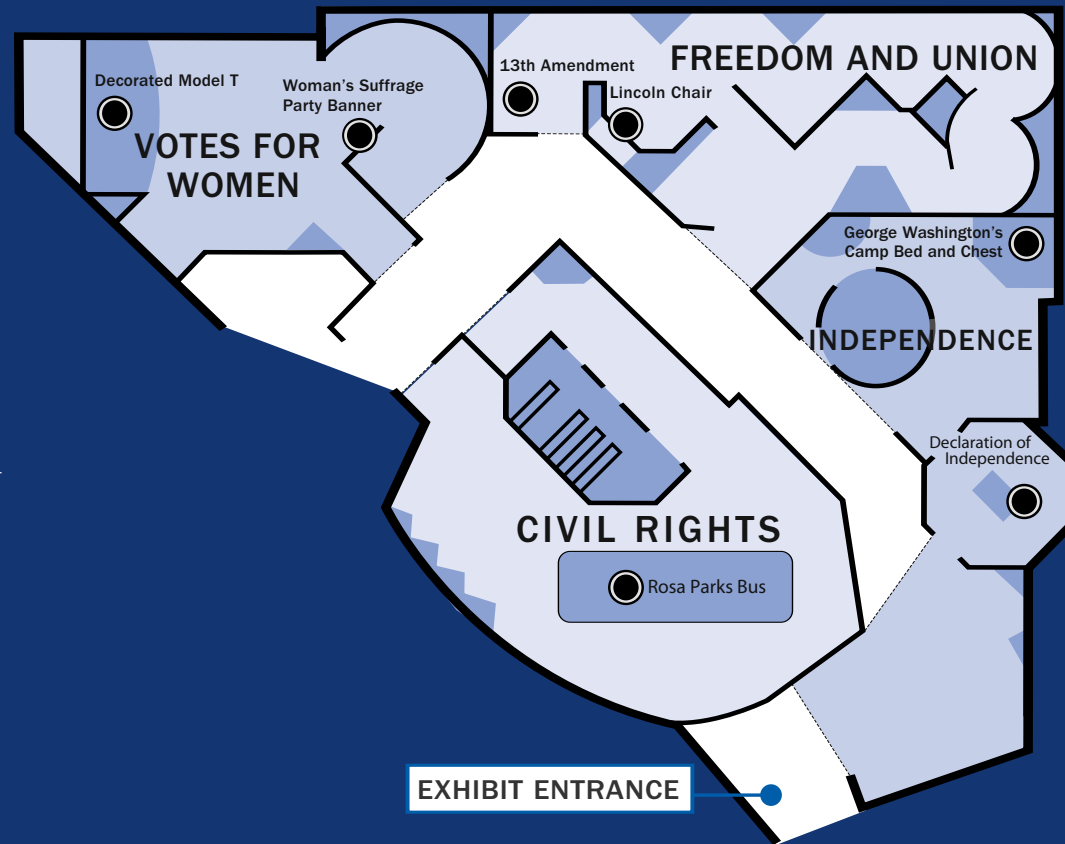 Decorated Model T
Woman's Suffrage
Party Banner
VOTES FOR
WOMEN
13th Amendment
Lincoln Chair
FREEDOM AND UNION
George Washington's
Camp Bed and Chest
INDEPENDENCE
Declaration of
Independence
CIVIL RIGHTS
Rosa Parks Bus
EXHIBIT ENTRANCE